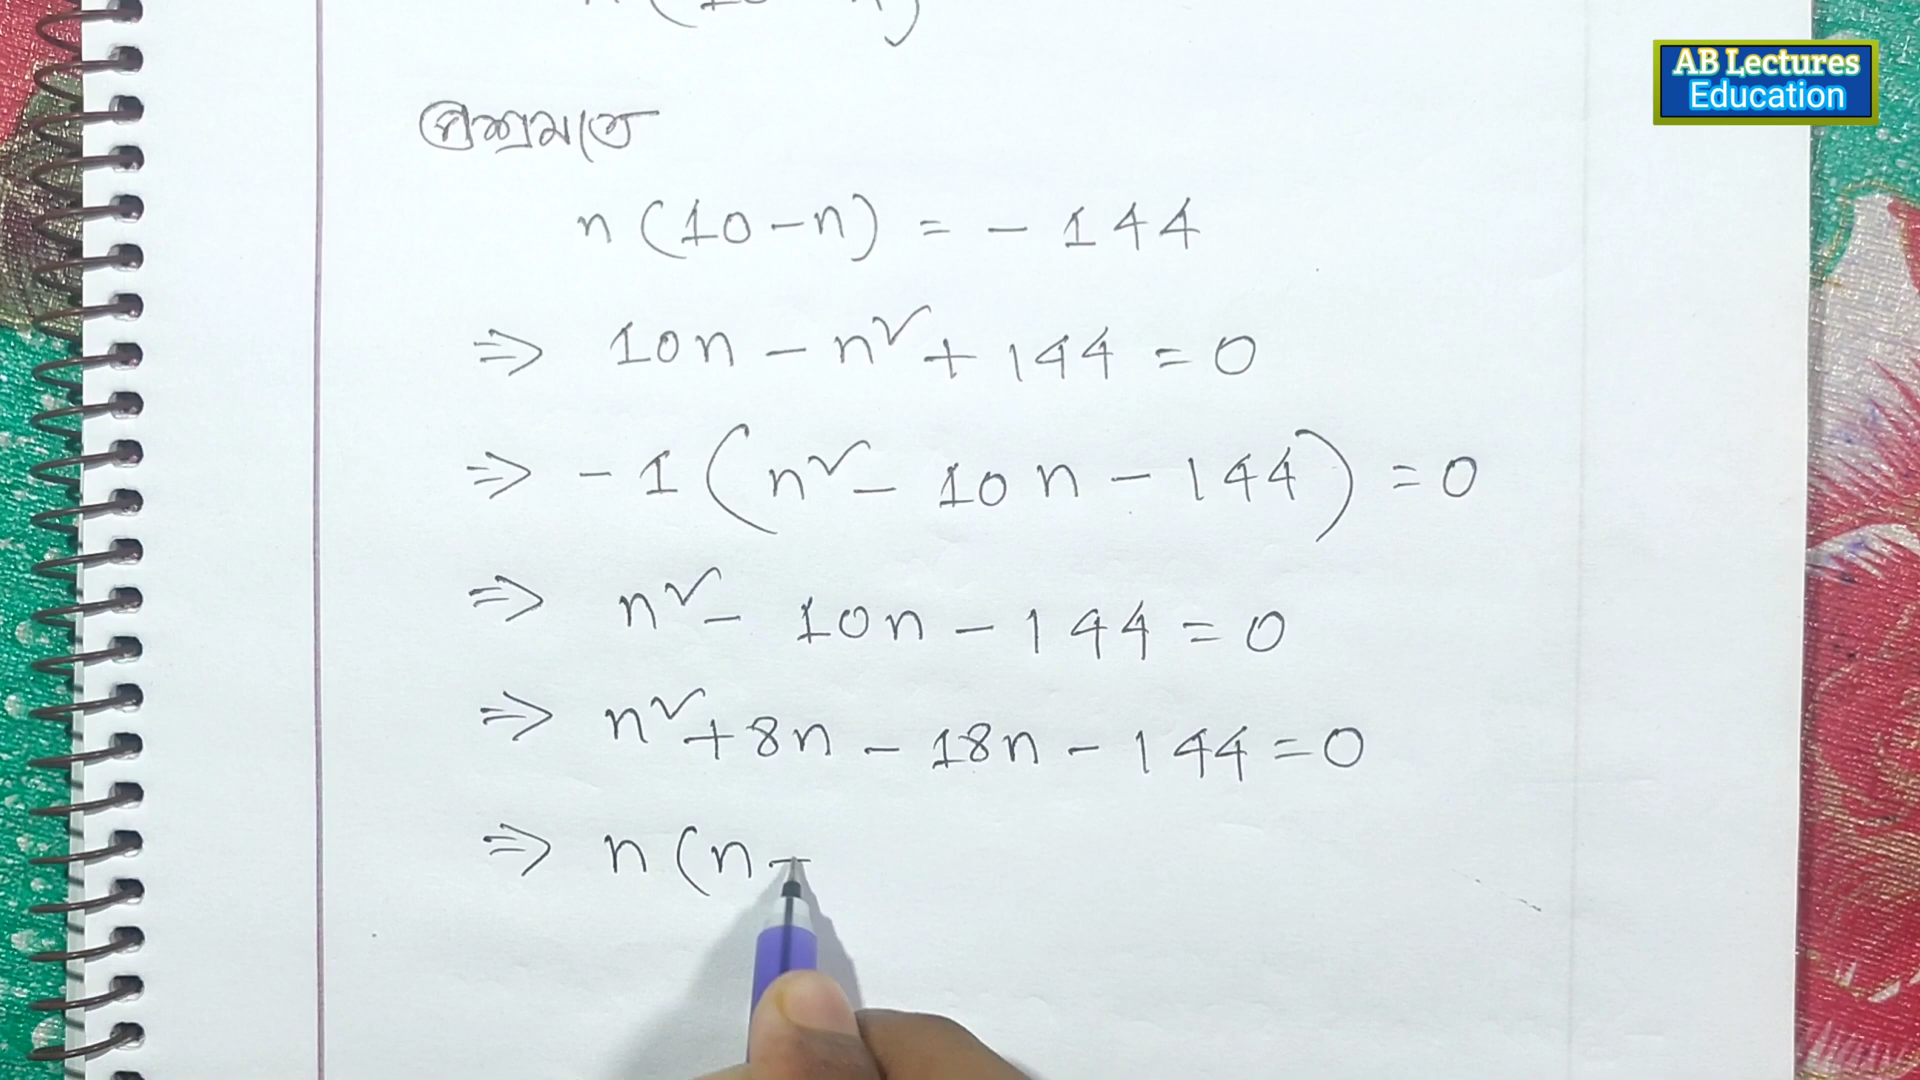 AB Lectures
Education
প্রশ্নমতে
n(10-n) = -144
⇒ 10n - n² + 144 = 0
⇒ -1(n² - 10n - 144) = 0
⇒ n² - 10n - 144 = 0
⇒ n² + 8n - 18n - 144 = 0
⇒ n(n